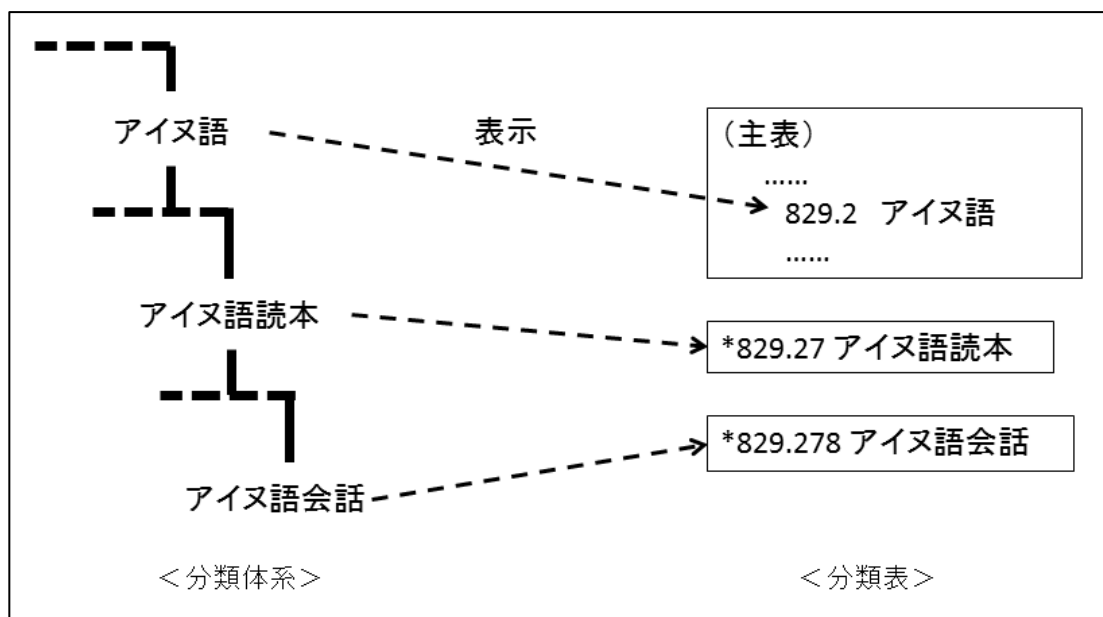 アイヌ語
表示
（主表）
……
829.2 アイヌ語
……
アイヌ語読本
*829.27 アイヌ語読本
*829.278 アイヌ語会話
アイヌ語会話
＜分類体系＞
＜分類表＞